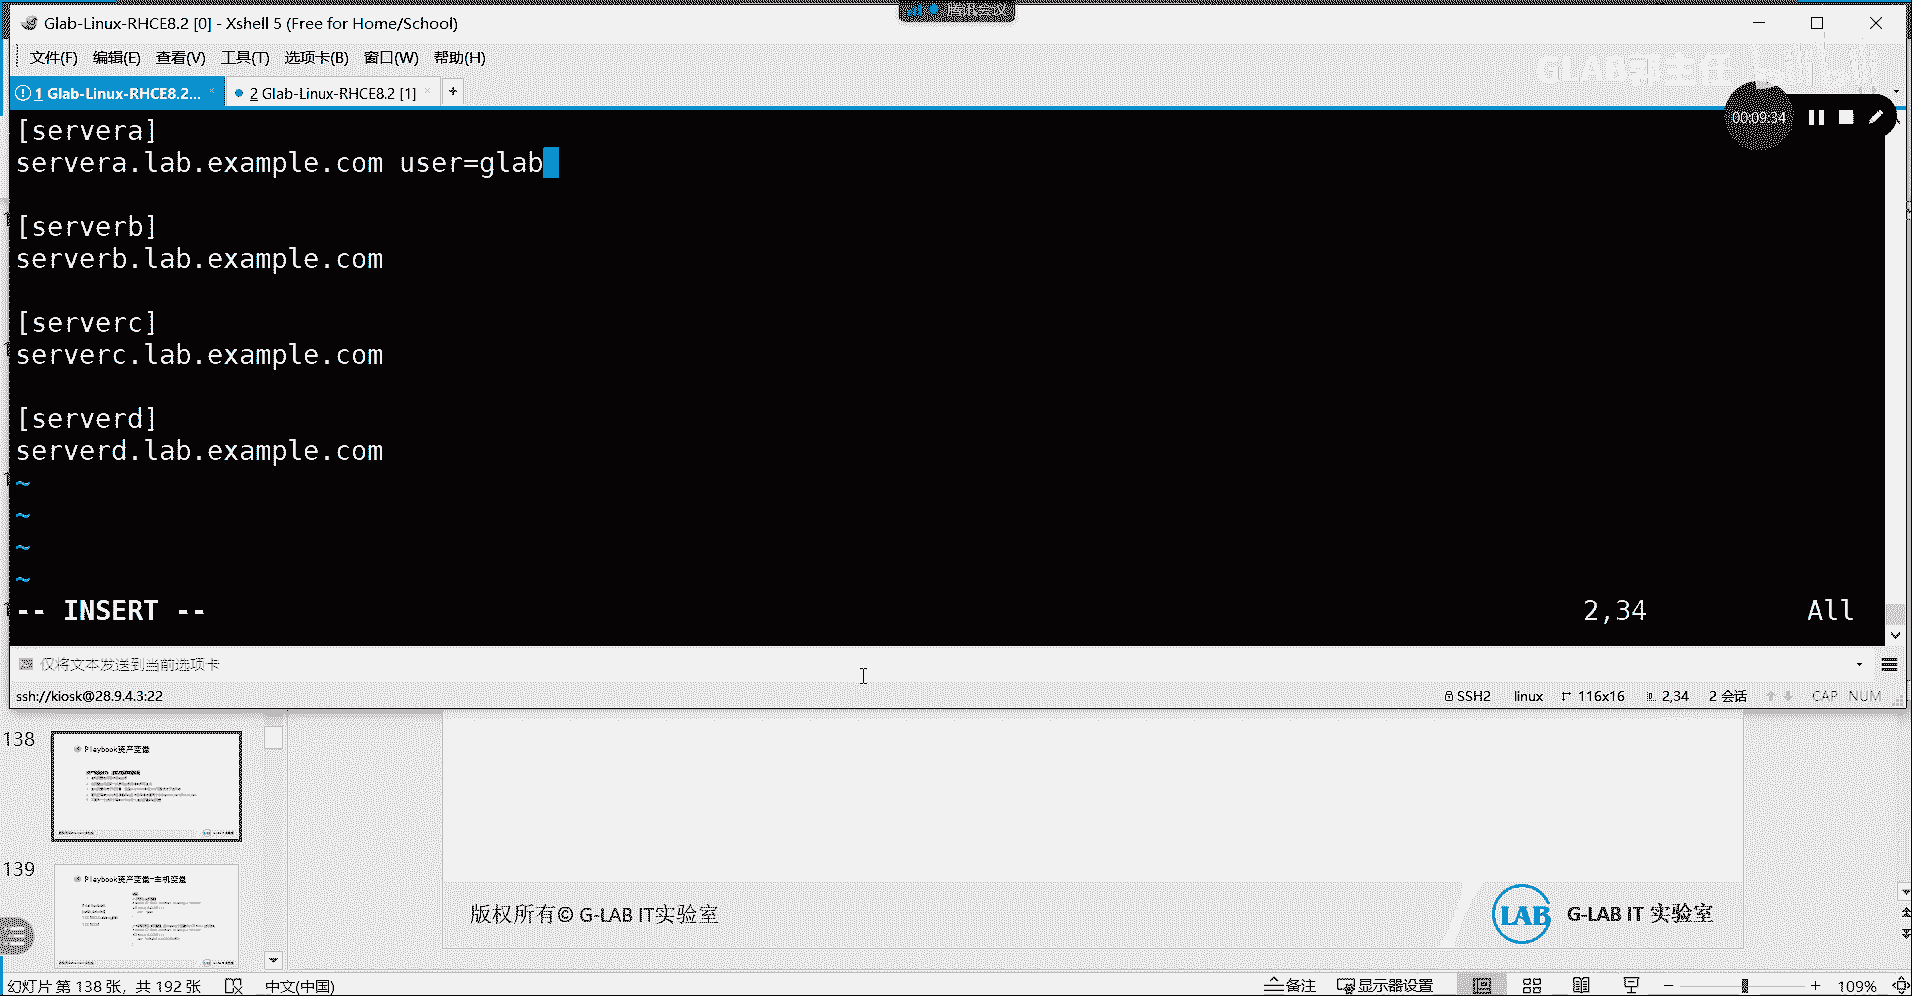 Glab-Linux-RHCE8.2 [0] - Xshell 5 (Free for Home/School)
腾讯会议
文件(F) 编辑(E) 查看(V) 工具(T) 选项卡(B) 窗口(W) 帮助(H)
1 Glab-Linux-RHCE8.2... 2 Glab-Linux-RHCE8.2 [1] +
00:09:34
[servera]
servera.lab.example.com user=glab
[serverb]
serverb.lab.example.com
[serverc]
serverc.lab.example.com
[serverd]
serverd.lab.example.com
~
~
~
~
-- INSERT -- 2,34 All
仅将文本发送到当前选项卡
ssh://kiosk@28.9.4.3:22 SSH2 linux 116x16 2,34 2 会话 CAP NUM
138
Playbook资产变量
139
Playbook资产变量-主机变量
版权所有© G-LAB IT实验室
LAB G-LAB IT 实验室
幻灯片 第 138 张，共 192 张 中文(中国) 备注 显示器设置 109%